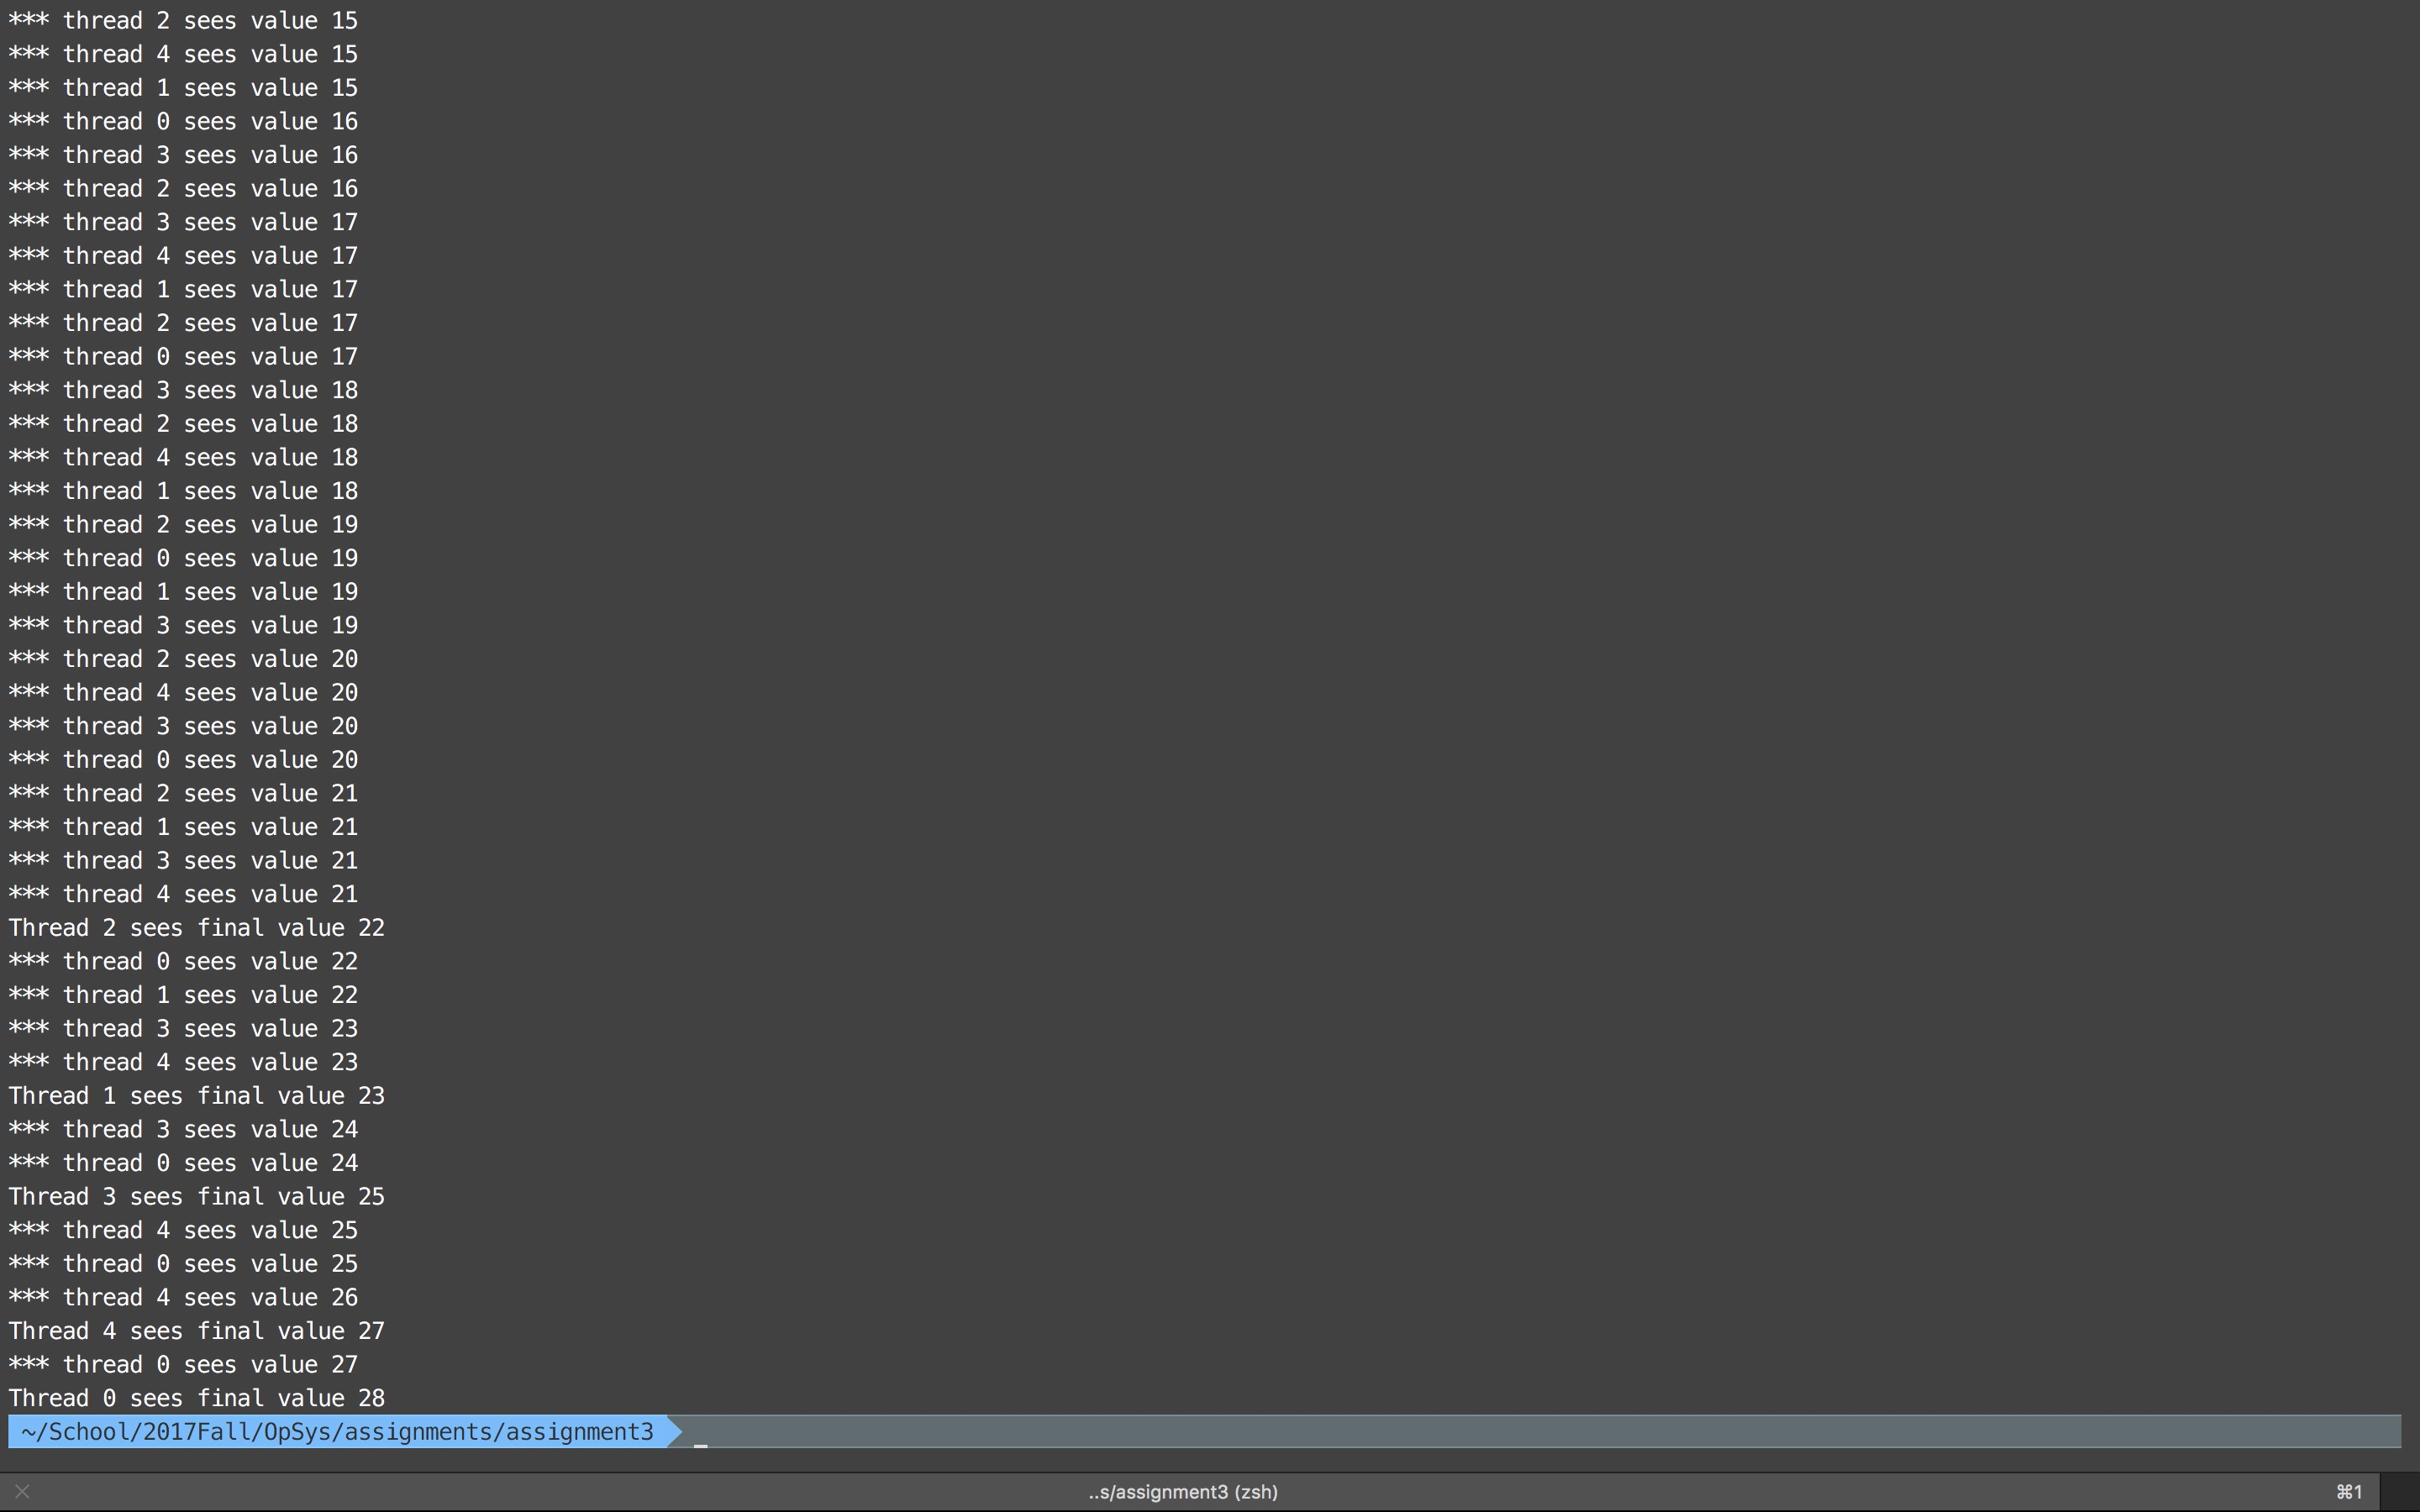 *** thread 2 sees value 15
*** thread 4 sees value 15
*** thread 1 sees value 15
*** thread 0 sees value 16
*** thread 3 sees value 16
*** thread 2 sees value 16
*** thread 3 sees value 17
*** thread 4 sees value 17
*** thread 1 sees value 17
*** thread 2 sees value 17
*** thread 0 sees value 17
*** thread 3 sees value 18
*** thread 2 sees value 18
*** thread 4 sees value 18
*** thread 1 sees value 18
*** thread 2 sees value 19
*** thread 0 sees value 19
*** thread 1 sees value 19
*** thread 3 sees value 19
*** thread 2 sees value 20
*** thread 4 sees value 20
*** thread 3 sees value 20
*** thread 0 sees value 20
*** thread 2 sees value 21
*** thread 1 sees value 21
*** thread 3 sees value 21
*** thread 4 sees value 21
Thread 2 sees final value 22
*** thread 0 sees value 22
*** thread 1 sees value 22
*** thread 3 sees value 23
*** thread 4 sees value 23
Thread 1 sees final value 23
*** thread 3 sees value 24
*** thread 0 sees value 24
Thread 3 sees final value 25
*** thread 4 sees value 25
*** thread 0 sees value 25
*** thread 4 sees value 26
Thread 4 sees final value 27
*** thread 0 sees value 27
Thread 0 sees final value 28
~/School/2017Fall/OpSys/assignments/assignment3
..s/assignment3 (zsh) ⌘1